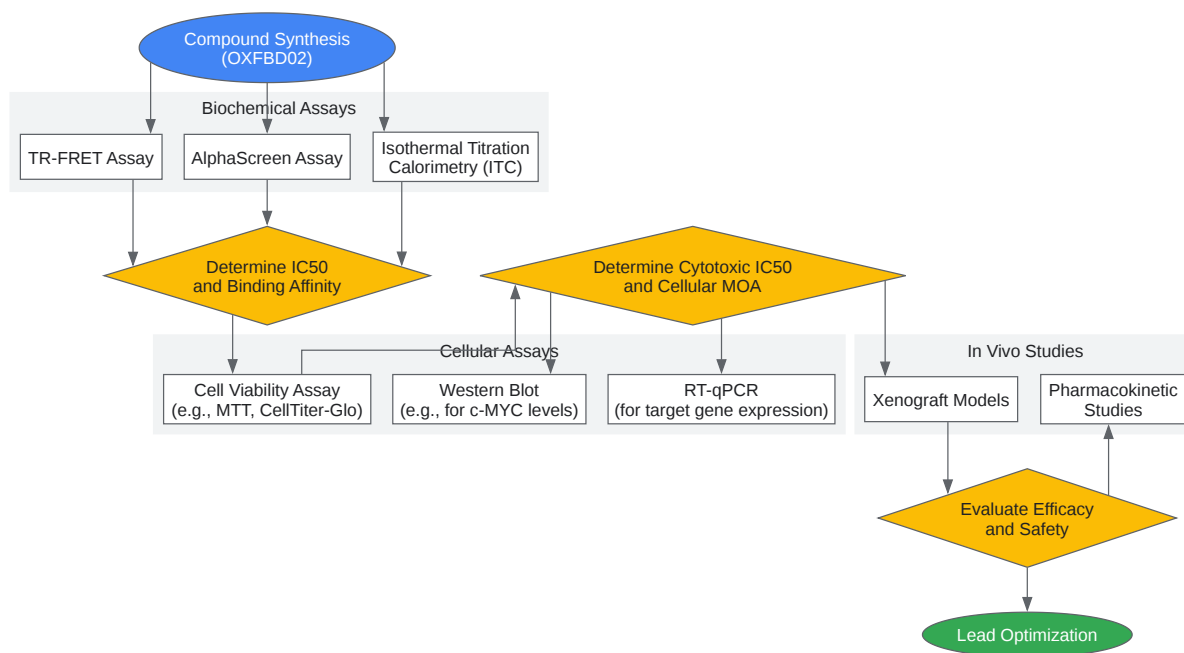 Compound Synthesis
(OXFBD02)
Biochemical Assays
TR-FRET Assay
AlphaScreen Assay
Isothermal Titration
Calorimetry (ITC)
Determine IC50
and Binding Affinity
Determine Cytotoxic IC50
and Cellular MOA
Cellular Assays
Cell Viability Assay
(e.g., MTT, CellTiter-Glo)
Western Blot
(e.g., for c-MYC levels)
RT-qPCR
(for target gene expression)
In Vivo Studies
Xenograft Models
Pharmacokinetic
Studies
Evaluate Efficacy
and Safety
Lead Optimization